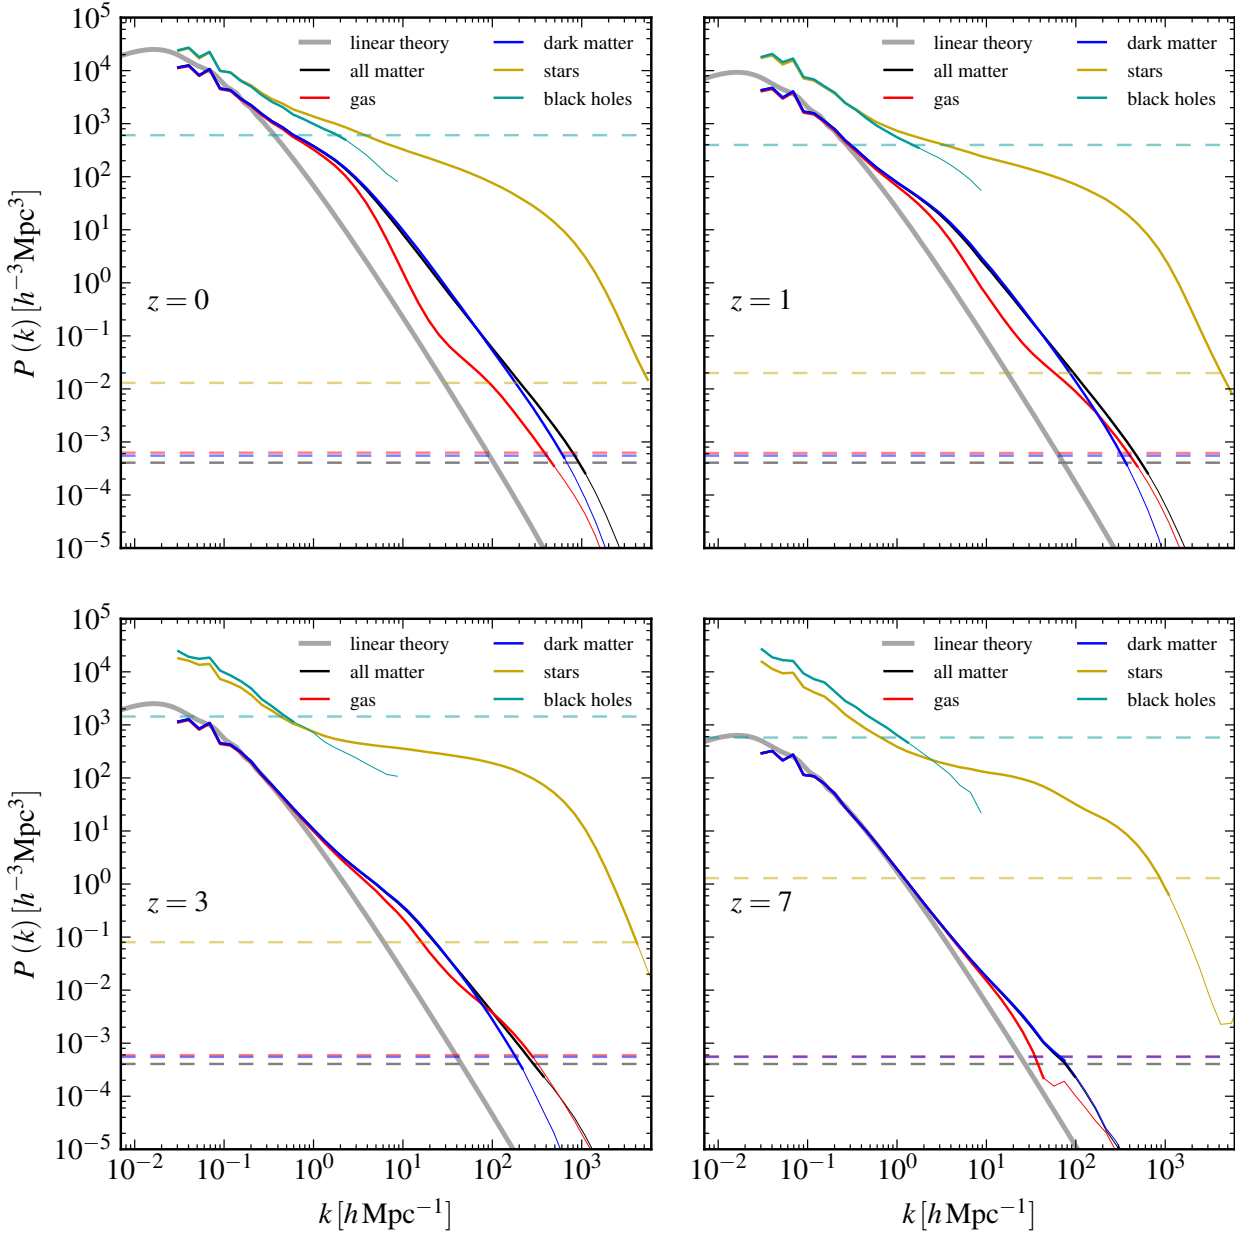 10^5
10^4
10^3
10^2
10^1
10^0
10^−1
10^−2
10^−3
10^−4
10^−5
P(k) [h^−3 Mpc^3]
linear theory
all matter
gas
dark matter
stars
black holes
z = 0
linear theory
all matter
gas
dark matter
stars
black holes
z = 1
10^5
10^4
10^3
10^2
10^1
10^0
10^−1
10^−2
10^−3
10^−4
10^−5
P(k) [h^−3 Mpc^3]
linear theory
all matter
gas
dark matter
stars
black holes
z = 3
10^−2 10^−1 10^0 10^1 10^2 10^3
k [h Mpc^−1]
linear theory
all matter
gas
dark matter
stars
black holes
z = 7
10^−2 10^−1 10^0 10^1 10^2 10^3
k [h Mpc^−1]